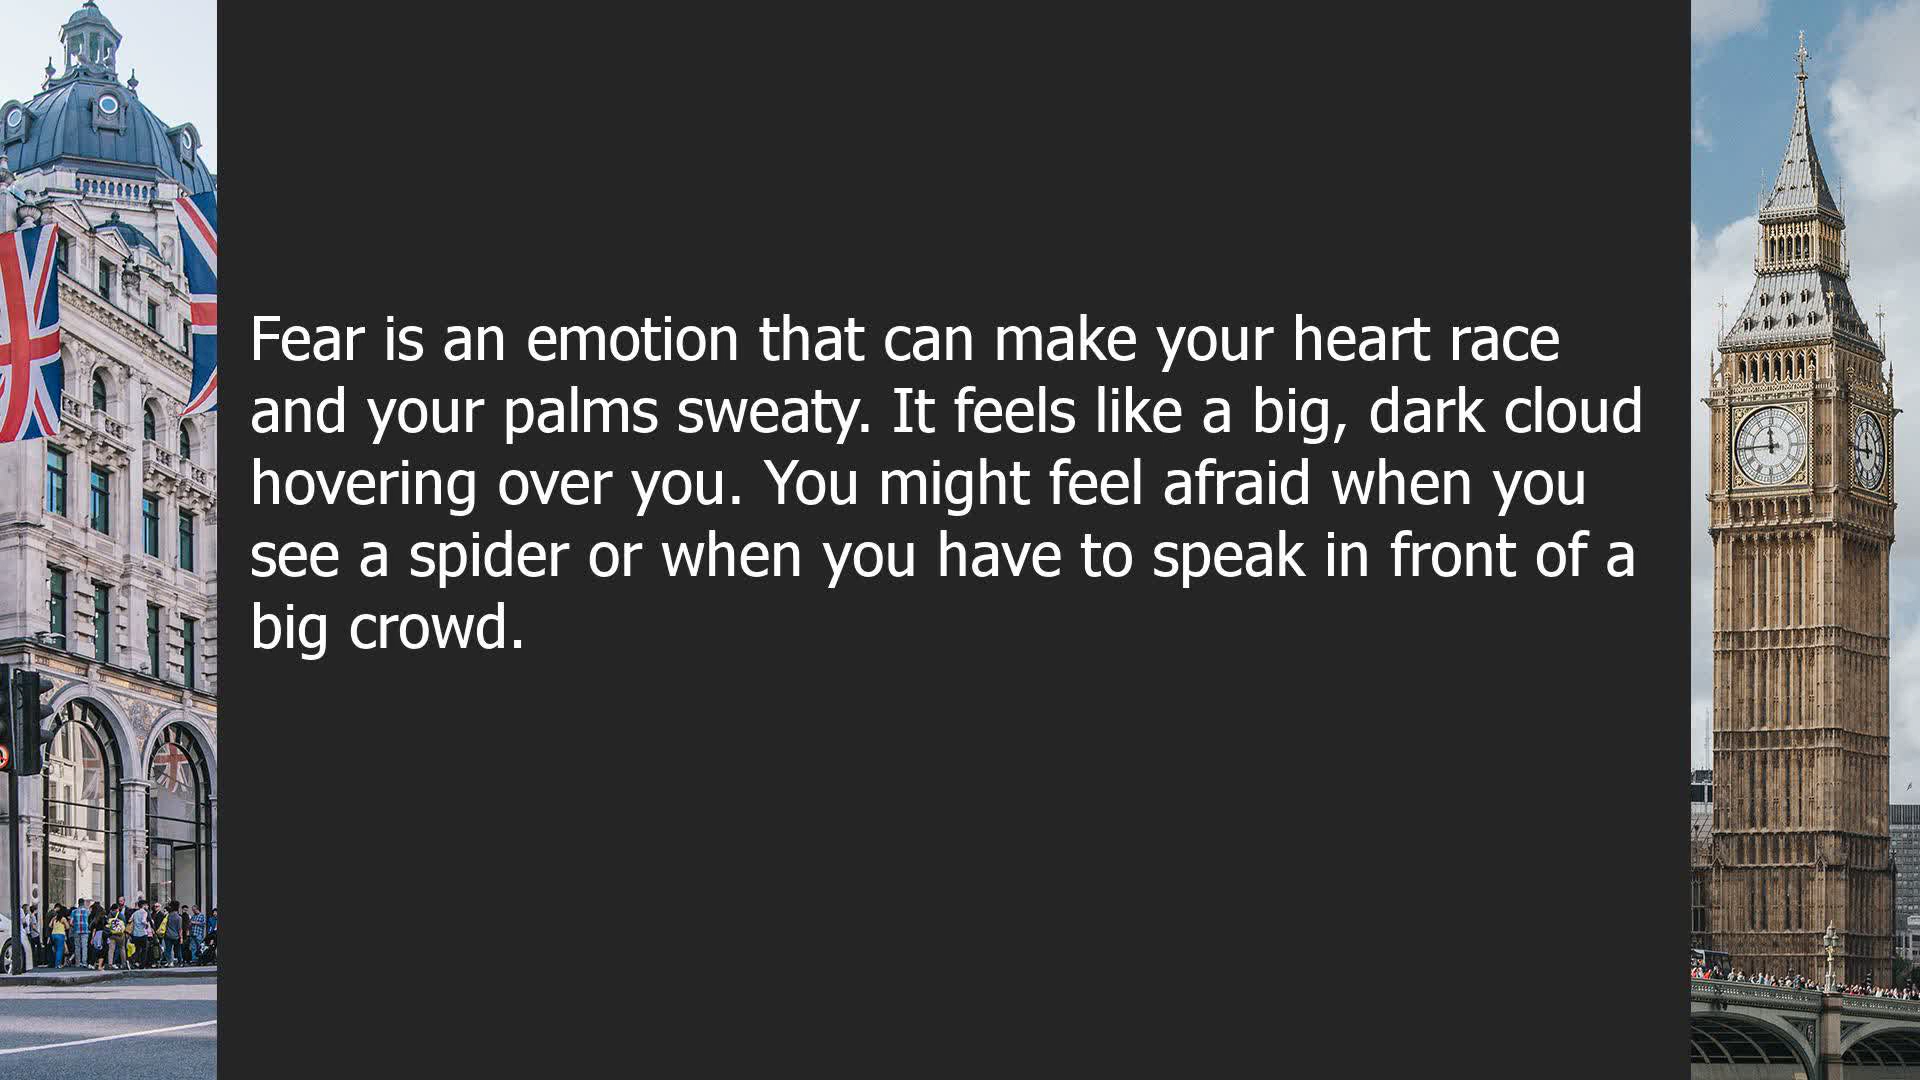 Fear is an emotion that can make your heart race
and your palms sweaty. It feels like a big, dark cloud
hovering over you. You might feel afraid when you
see a spider or when you have to speak in front of a
big crowd.